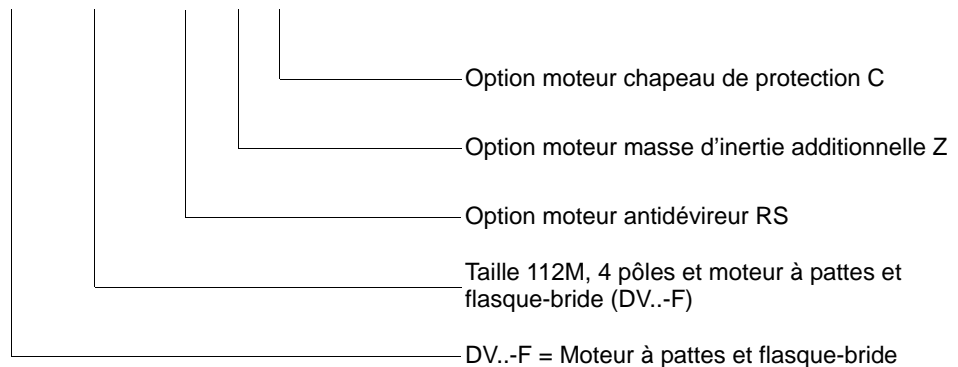 Option moteur chapeau de protection C
Option moteur masse d'inertie additionnelle Z
Option moteur antidévireur RS
Taille 112M, 4 pôles et moteur à pattes et
flasque-bride (DV..-F)
DV..-F = Moteur à pattes et flasque-bride